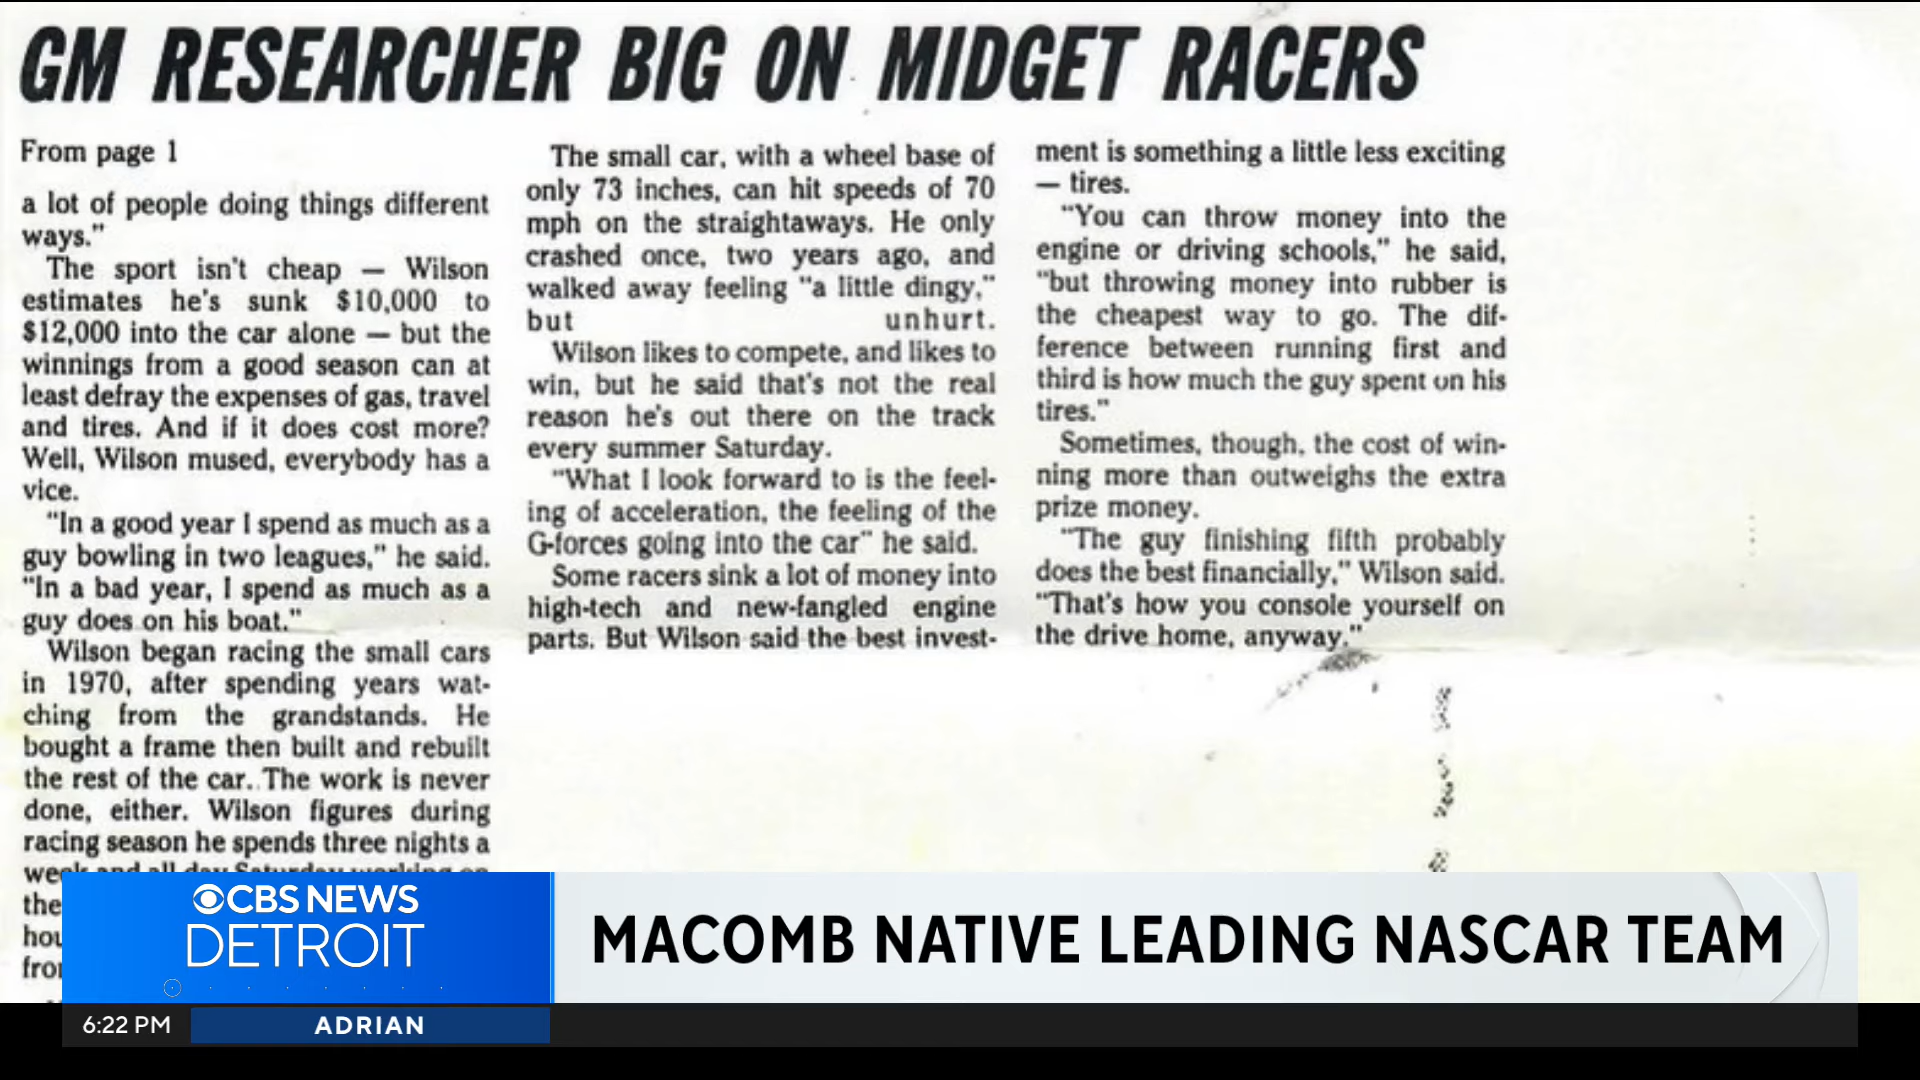 GM RESEARCHER BIG ON MIDGET RACERS
From page 1
a lot of people doing things different
ways."
The sport isn't cheap — Wilson
estimates he's sunk $10,000 to
$12,000 into the car alone — but the
winnings from a good season can at
least defray the expenses of gas, travel
and tires. And if it does cost more?
Well, Wilson mused, everybody has a
vice.
"In a good year I spend as much as a
guy bowling in two leagues," he said.
"In a bad year, I spend as much as a
guy does on his boat."
Wilson began racing the small cars
in 1970, after spending years wat-
ching from the grandstands. He
bought a frame then built and rebuilt
the rest of the car. The work is never
done, either. Wilson figures during
racing season he spends three nights a
week and all day Saturday working on
the
The small car, with a wheel base of
only 73 inches, can hit speeds of 70
mph on the straightaways. He only
crashed once, two years ago, and
walked away feeling "a little dingy,"
but unhurt.
Wilson likes to compete, and likes to
win, but he said that's not the real
reason he's out there on the track
every summer Saturday.
"What I look forward to is the feel-
ing of acceleration, the feeling of the
G-forces going into the car" he said.
Some racers sink a lot of money into
high-tech and new-fangled engine
parts. But Wilson said the best invest-
ment is something a little less exciting
— tires.
"You can throw money into the
engine or driving schools," he said,
"but throwing money into rubber is
the cheapest way to go. The dif-
ference between running first and
third is how much the guy spent on his
tires."
Sometimes, though, the cost of win-
ning more than outweighs the extra
prize money.
"The guy finishing fifth probably
does the best financially," Wilson said.
"That's how you console yourself on
the drive home, anyway."
CBS NEWS
DETROIT
MACOMB NATIVE LEADING NASCAR TEAM
6:22 PM
ADRIAN